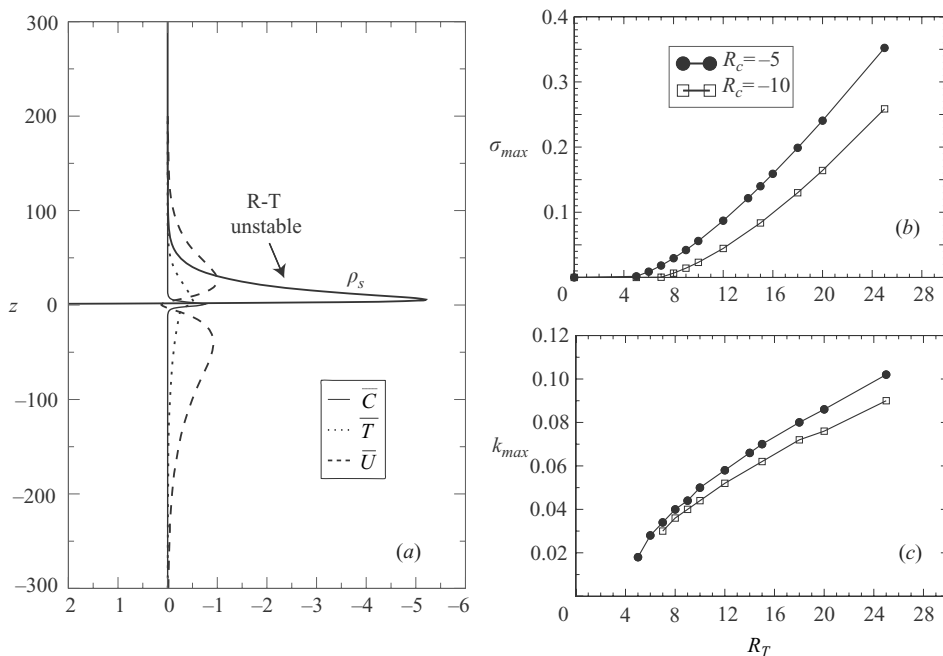 300
200
100
z 0
−100
−200
−300
2 1 0 −1 −2 −3 −4 −5 −6
R-T
unstable
ρs
C
T
U
(a)
0.4
0.3
σmax
0.2
0.1
0 4 8 12 16 20 24 28
Rc=−5
Rc=−10
(b)
0.10
0.08
kmax
0.06
0.04
0.02
0 4 8 12 16 20 24 28
RT
(c)